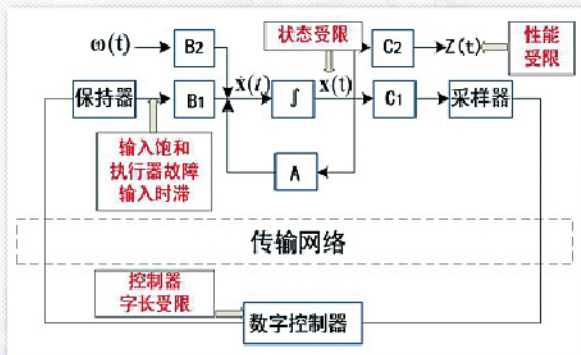 ω(t)
B2
状态受限
C2
Z(t)
性能
受限
保持器
B1
ẋ(t)
∫
x(t)
C1
采样器
输入饱和
执行器故障
输入时滞
A
传输网络
控制器
字长受限
数字控制器